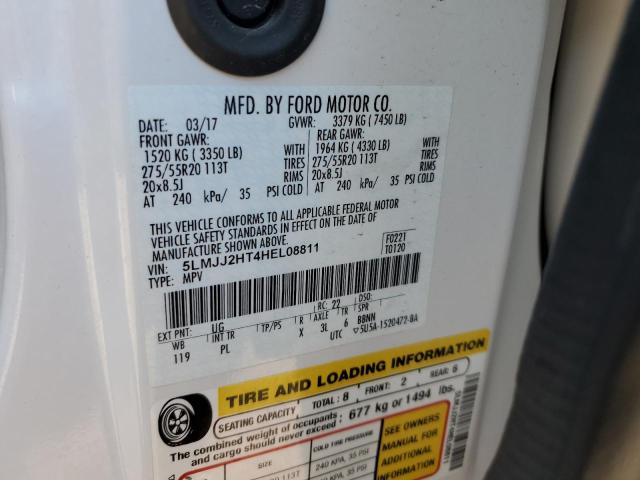 MFD. BY FORD MOTOR CO.
DATE: 03/17 GVWR: 3379 KG ( 7450 LB)
FRONT GAWR: REAR GAWR:
1520 KG ( 3350 LB) WITH 1964 KG ( 4330 LB) WITH
275/55R20 113T TIRES 275/55R20 113T TIRES
20x8.5J RIMS 20x8.5J RIMS
AT 240 kPa/ 35 PSI COLD AT 240 kPa/ 35 PSI COLD
THIS VEHICLE CONFORMS TO ALL APPLICABLE FEDERAL MOTOR
VEHICLE SAFETY STANDARDS IN EFFECT ON THE DATE OF
MANUFACTURE SHOWN ABOVE.
VIN: 5LMJJ2HT4HEL08811 F0221
TYPE: MPV T0120
EXT PNT: UG RC: 22 DSO:
WB INT TR TP/PS R AXLE TR SPR
119 PL X 3L 6 BBNN
UTC 5U5A-1520472-BA
TIRE AND LOADING INFORMATION
SEATING CAPACITY TOTAL: 8 FRONT: 2 REAR: 6
The combined weight of occupants and cargo should never exceed: 677 kg or 1494 lbs.
SIZE COLD TIRE PRESSURE
113T 240 KPA, 35 PSI
SEE OWNERS
MANUAL FOR
ADDITIONAL
INFORMATION